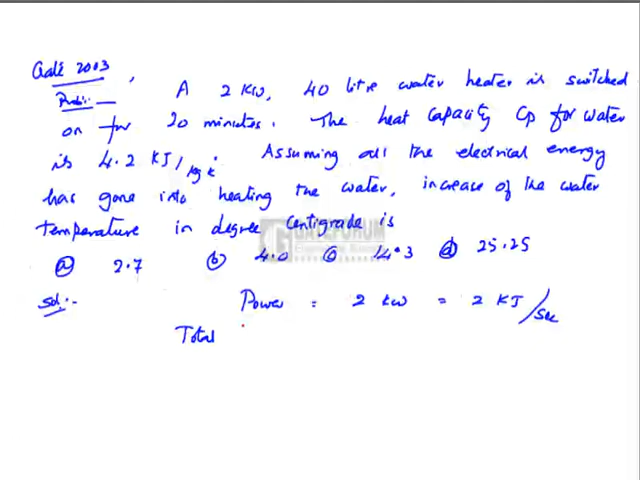 Gate 2003,
Prob:- A 2 KW, 40 litre water heater is switched
on for 20 minutes. The heat capacity Cp for water
is 4.2 KJ/kg K. Assuming all the electrical energy
has gone into heating the water, increase of the water
temperature in degree centigrade is
GATEFORUM
(a) 2.7 (b) 4.0 (c) 14.3 (d) 25.25
Sol:- Power = 2 kw = 2 KJ/sec
Total